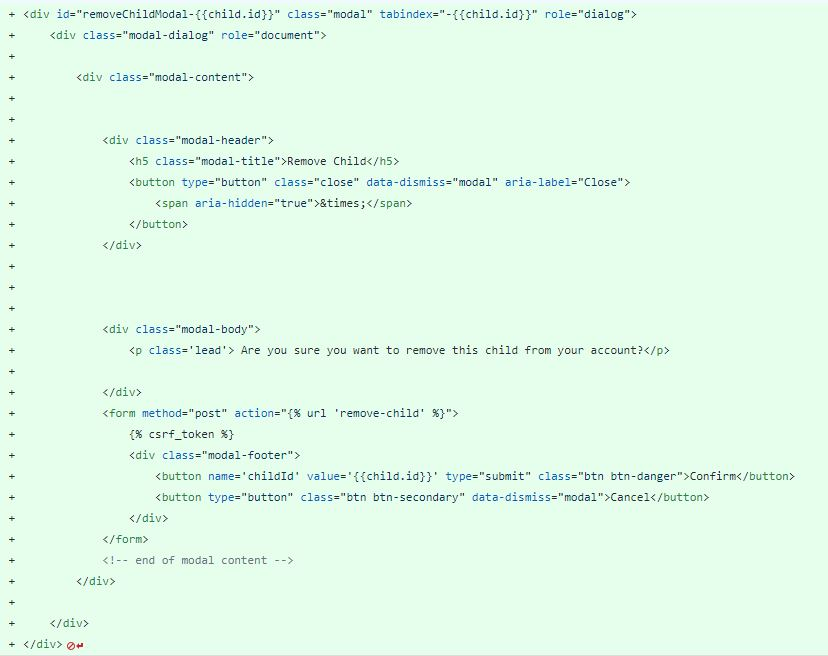 + <div id="removeChildModal-{{child.id}}" class="modal" tabindex="-{{child.id}}" role="dialog">
+     <div class="modal-dialog" role="document">
+
+         <div class="modal-content">
+
+
+             <div class="modal-header">
+                 <h5 class="modal-title">Remove Child</h5>
+                 <button type="button" class="close" data-dismiss="modal" aria-label="Close">
+                     <span aria-hidden="true">&times;</span>
+                 </button>
+             </div>
+
+
+
+             <div class="modal-body">
+                 <p class='lead'> Are you sure you want to remove this child from your account?</p>
+
+             </div>
+             <form method="post" action="{% url 'remove-child' %}">
+                 {% csrf_token %}
+                 <div class="modal-footer">
+                     <button name='childId' value='{{child.id}}' type="submit" class="btn btn-danger">Confirm</button>
+                     <button type="button" class="btn btn-secondary" data-dismiss="modal">Cancel</button>
+                 </div>
+             </form>
+             <!-- end of modal content -->
+         </div>
+
+     </div>
+ </div>